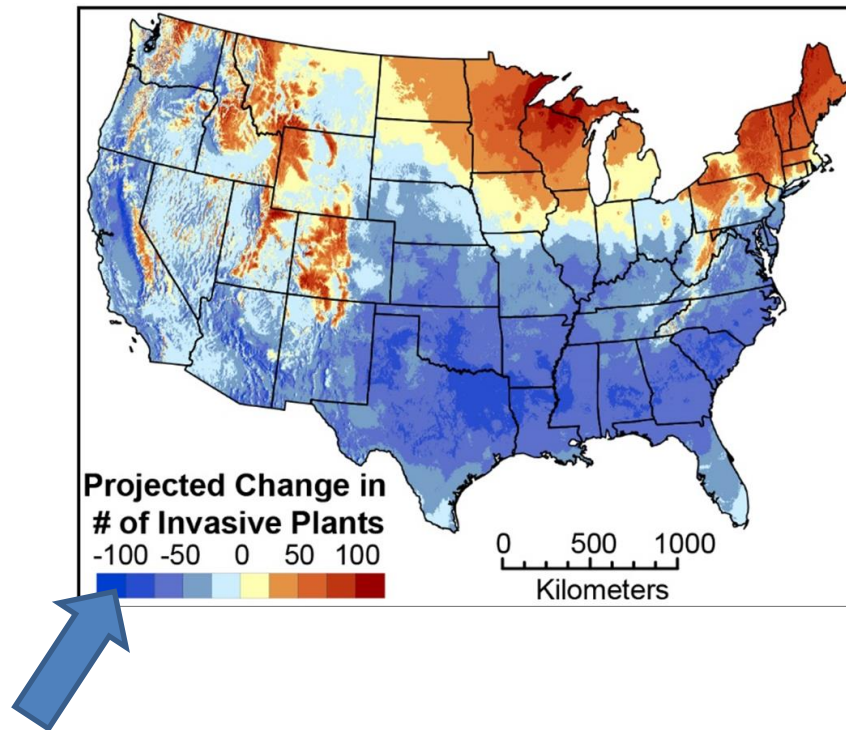 Projected Change in
# of Invasive Plants
-100 -50 0 50 100
0 500 1000
Kilometers